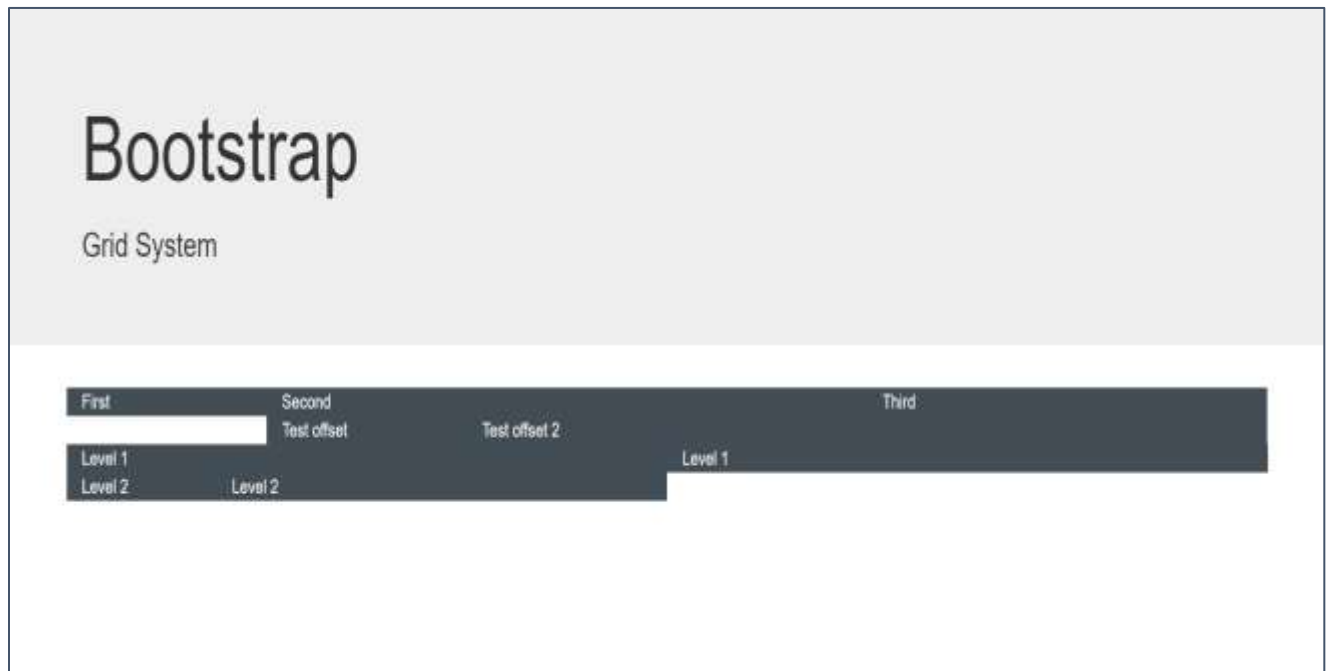 Bootstrap
Grid System
First Second Third
Test offset Test offset 2
Level 1 Level 1
Level 2 Level 2